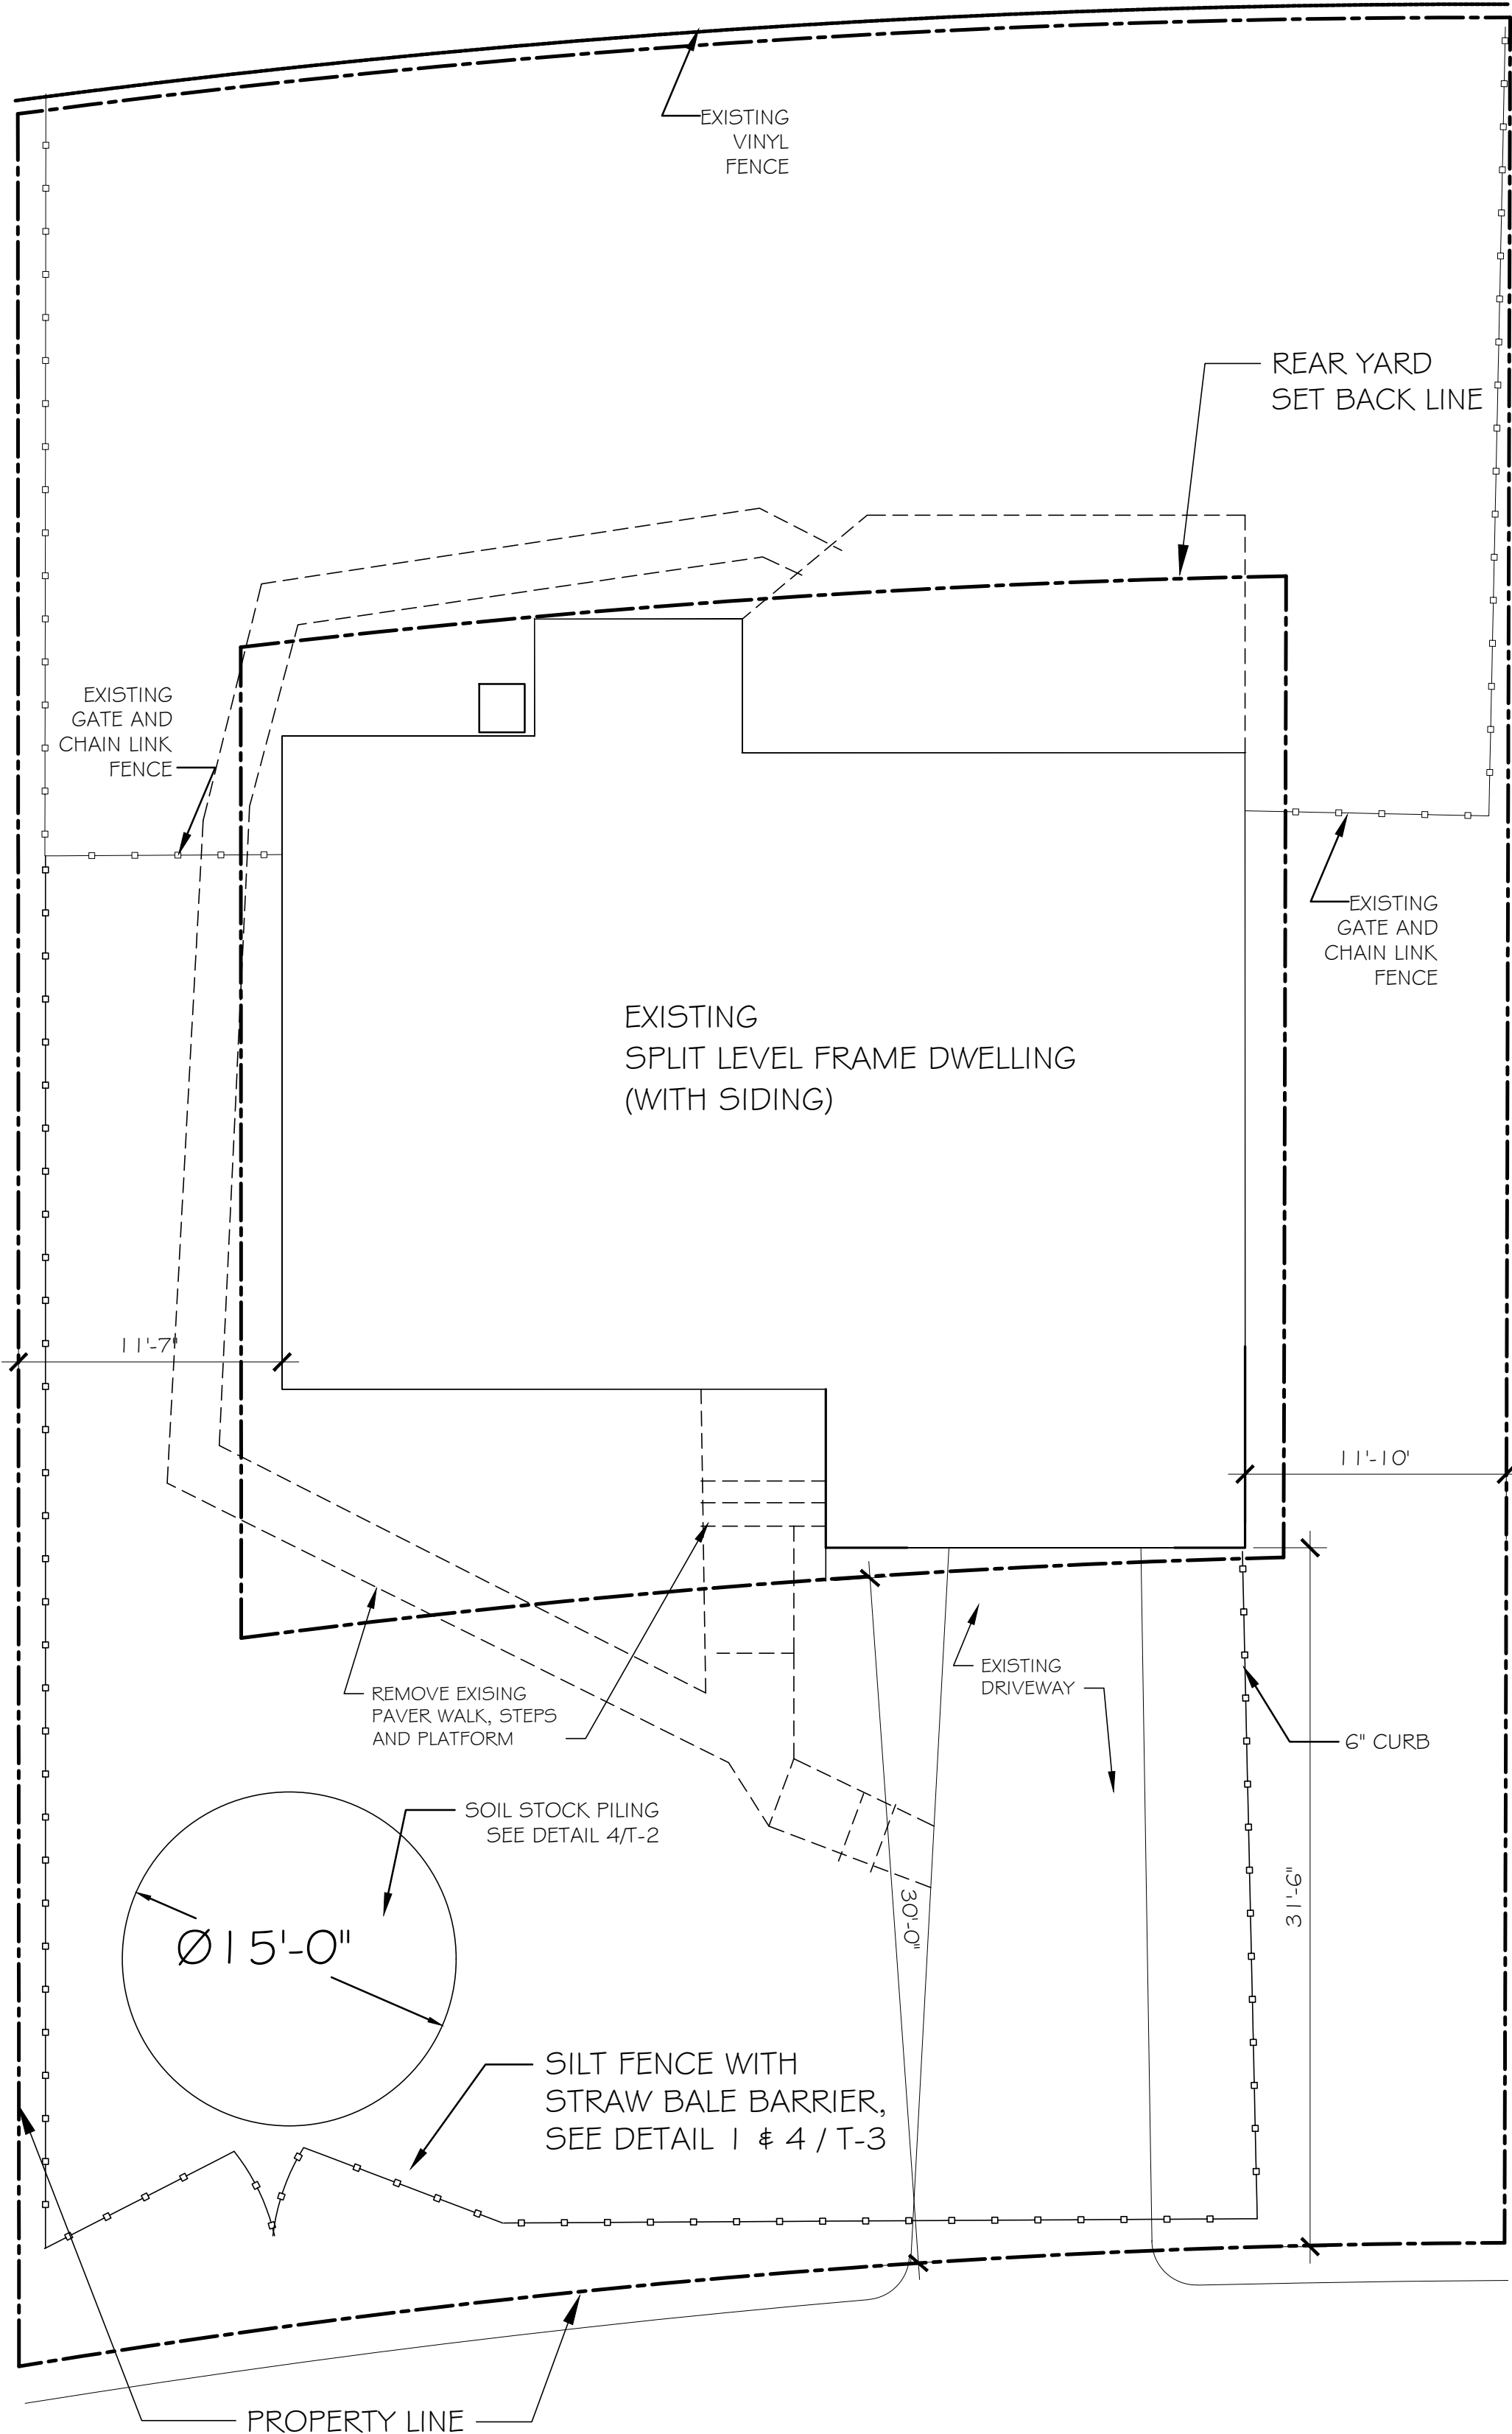 EXISTING
VINYL
FENCE
REAR YARD
SET BACK LINE
EXISTING
GATE AND
CHAIN LINK
FENCE
EXISTING
GATE AND
CHAIN LINK
FENCE
EXISTING
SPLIT LEVEL FRAME DWELLING
(WITH SIDING)
11'-7"
11'-10'
REMOVE EXISING
PAVER WALK, STEPS
AND PLATFORM
EXISTING
DRIVEWAY
6" CURB
SOIL STOCK PILING
SEE DETAIL 4/T-2
Ø15'-0"
30'-0"
31'-6"
SILT FENCE WITH
STRAW BALE BARRIER,
SEE DETAIL 1 & 4 / T-3
PROPERTY LINE